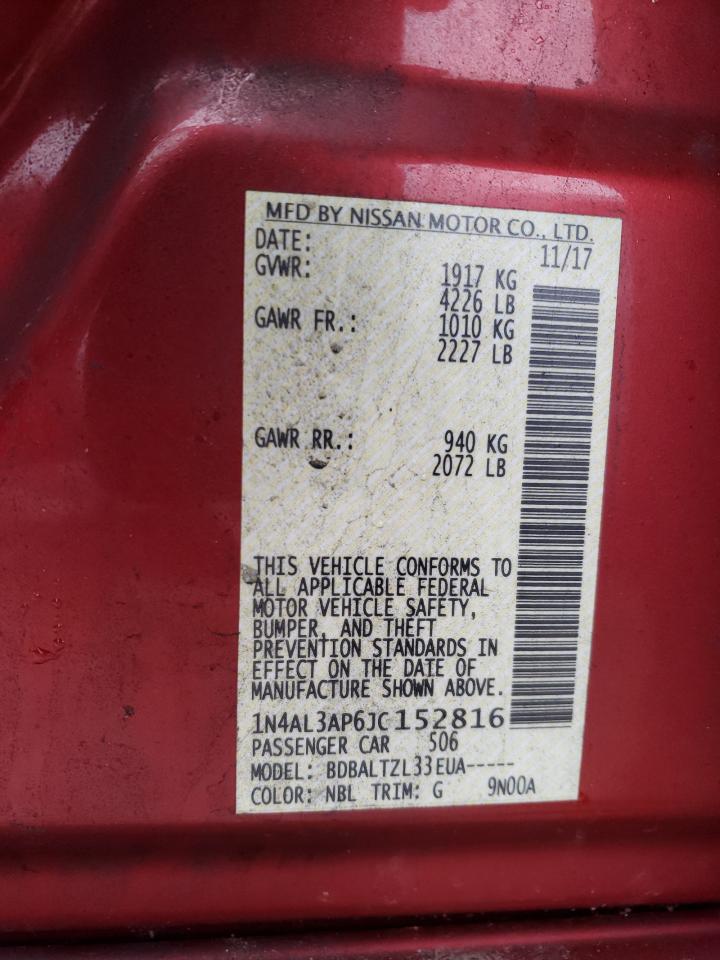 MFD BY NISSAN MOTOR CO., LTD.
DATE: 11/17
GVWR: 1917 KG
4226 LB
GAWR FR.: 1010 KG
2227 LB
GAWR RR.: 940 KG
2072 LB
THIS VEHICLE CONFORMS TO
ALL APPLICABLE FEDERAL
MOTOR VEHICLE SAFETY,
BUMPER, AND THEFT
PREVENTION STANDARDS IN
EFFECT ON THE DATE OF
MANUFACTURE SHOWN ABOVE.
1N4AL3AP6JC152816
PASSENGER CAR 506
MODEL: BDBALTZL33EUA-----
COLOR: NBL TRIM: G 9N00A